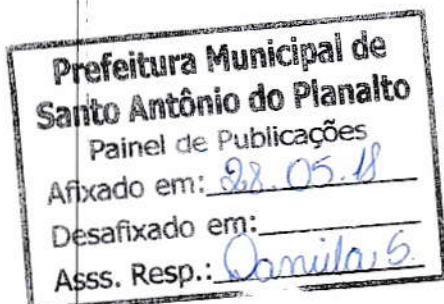 Prefeitura Municipal de
Santo Antônio do Planalto
Painel de Publicações
Afixado em: 28.05.18
Desafixado em:
Asss. Resp.: Daniela, S.